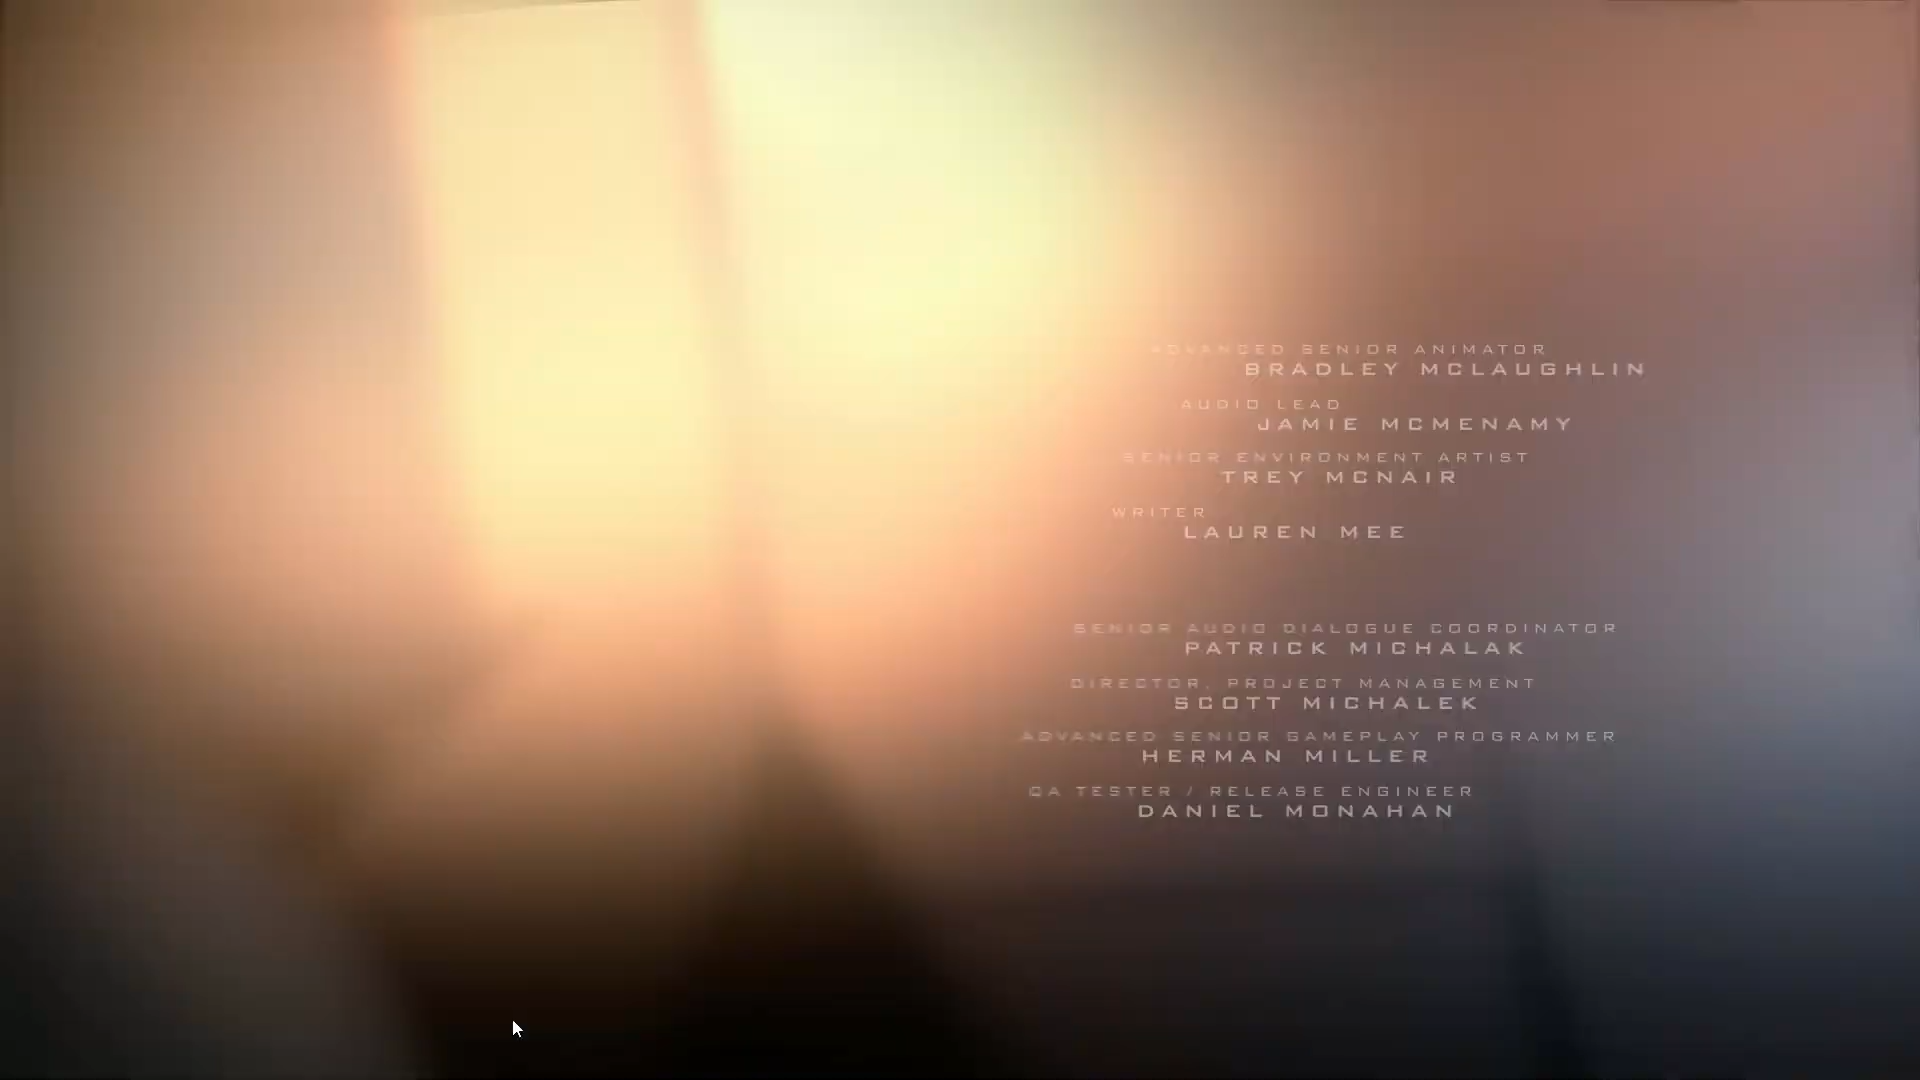 ADVANCED SENIOR ANIMATOR
BRADLEY MCLAUGHLIN
AUDIO LEAD
JAMIE MCMENAMY
SENIOR ENVIRONMENT ARTIST
TREY MCNAIR
WRITER
LAUREN MEE
SENIOR AUDIO DIALOGUE COORDINATOR
PATRICK MICHALAK
DIRECTOR, PROJECT MANAGEMENT
SCOTT MICHALEK
ADVANCED SENIOR GAMEPLAY PROGRAMMER
HERMAN MILLER
QA TESTER / RELEASE ENGINEER
DANIEL MONAHAN